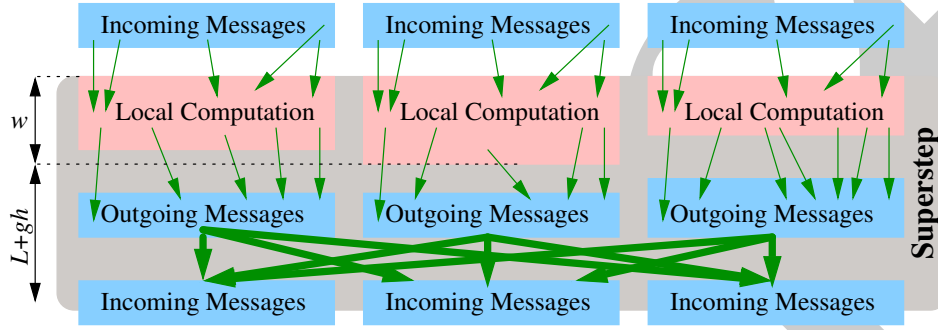 Incoming Messages Incoming Messages Incoming Messages
w Local Computation Local Computation Local Computation
Superstep
L+gh Outgoing Messages Outgoing Messages Outgoing Messages
Incoming Messages Incoming Messages Incoming Messages